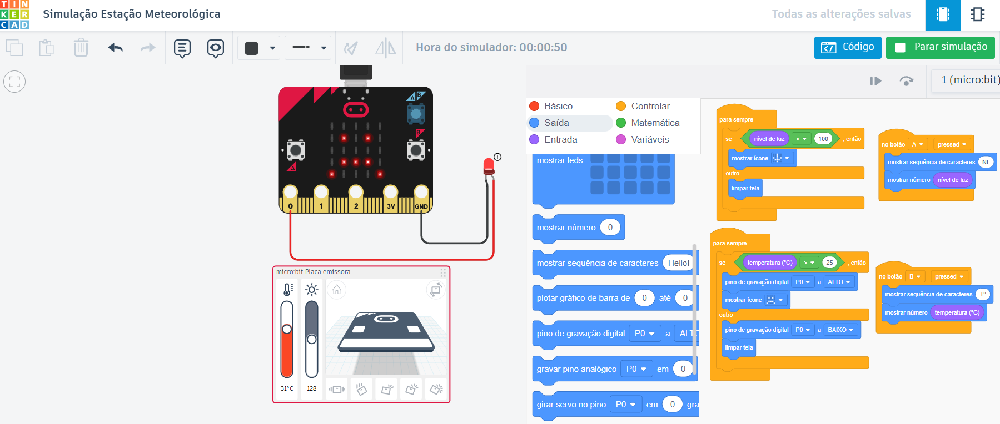 TIN
KER
CAD
Simulação Estação Meteorológica
Todas as alterações salvas
Hora do simulador: 00:00:50
Código
Parar simulação
1 (micro:bit)
A B
B
A
0 1 2 3V GND
micro:bit Placa emissora
31°C
128
Básico
Controlar
Saída
Matemática
Entrada
Variáveis
mostrar leds
mostrar número 0
mostrar sequência de caracteres Hello!
plotar gráfico de barra de 0 até 0
pino de gravação digital P0 a ALTO
gravar pino analógico P0 em 0
girar servo no pino P0 em 0 gra
para sempre
se nível de luz < 100 , então
mostrar ícone
outro
limpar tela
no botão A pressed
mostrar sequência de caracteres NL
mostrar número nível de luz
para sempre
se temperatura (°C) > 25 , então
pino de gravação digital P0 a ALTO
mostrar ícone
outro
pino de gravação digital P0 a BAIXO
limpar tela
no botão B pressed
mostrar sequência de caracteres Tº
mostrar número temperatura (°C)